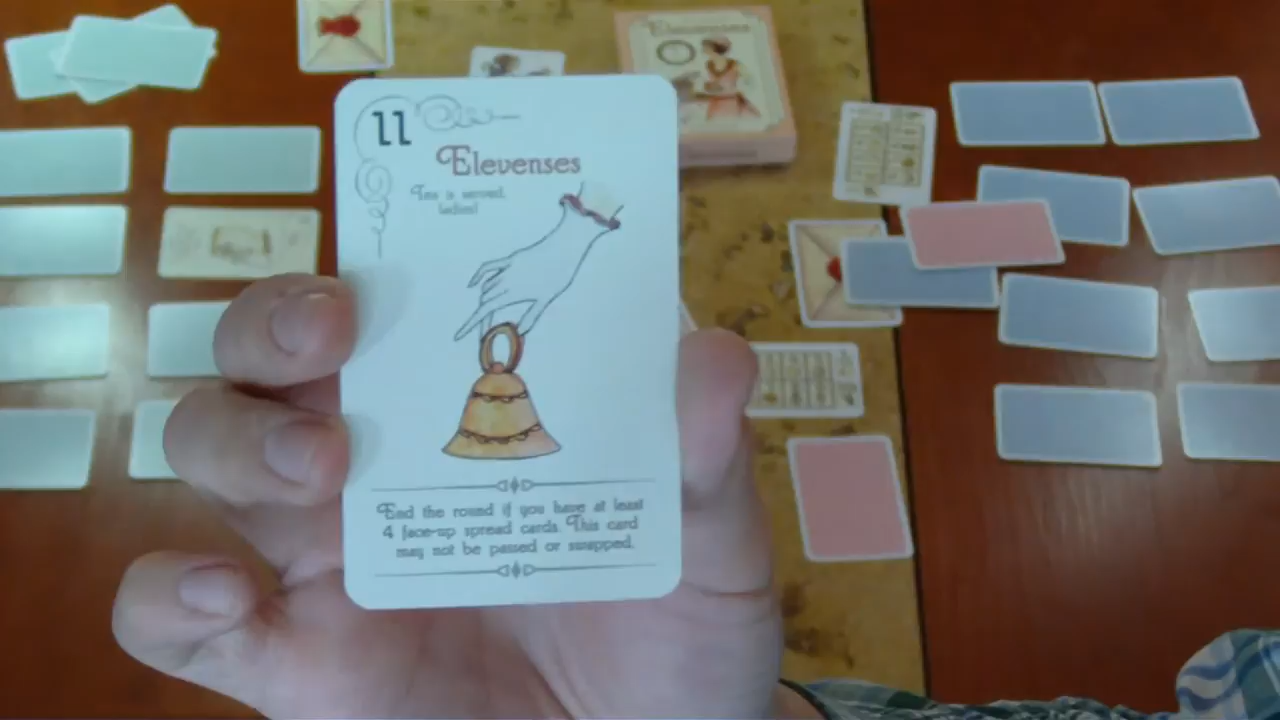 11
Elevenses
Tea is served,
ladies!
End the round if you have at least
4 face-up spread cards. This card
may not be passed or swapped.
Elevenses